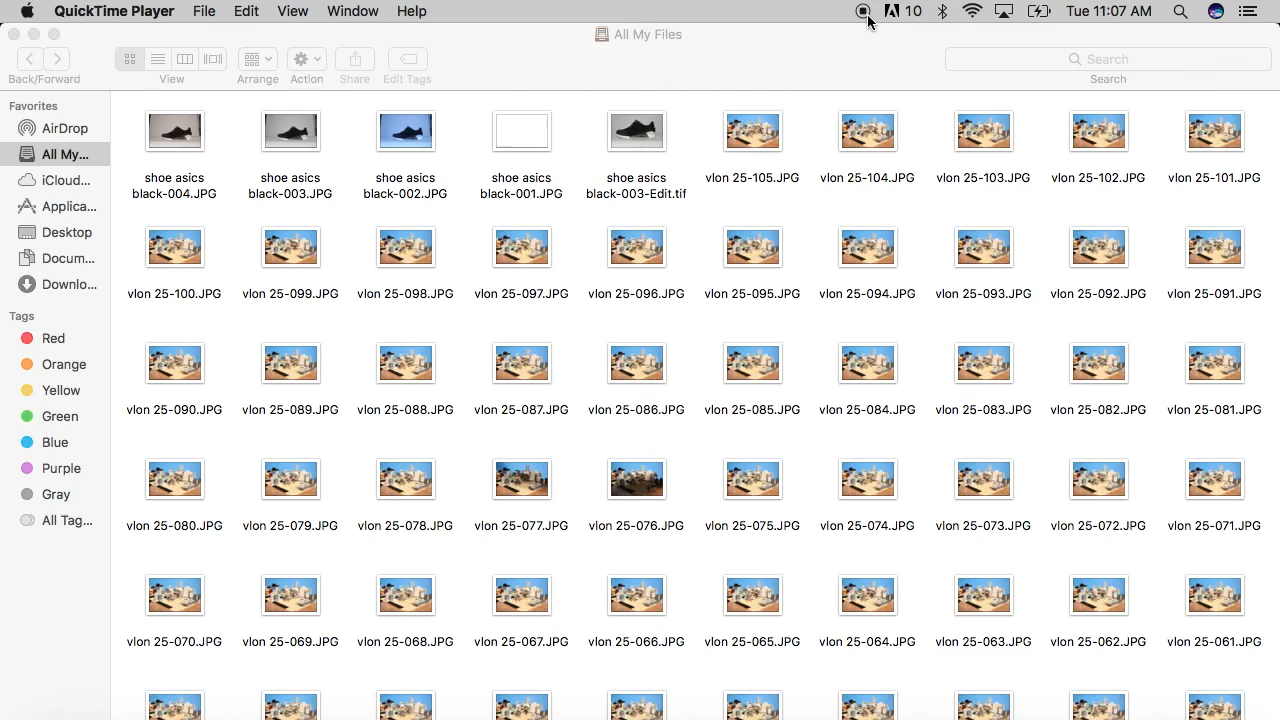 QuickTime Player File Edit View Window Help 10 Tue 11:07 AM
All My Files
Search
Back/Forward View Arrange Action Share Edit Tags Search
Favorites
AirDrop
All My...
iCloud...
Applica...
Desktop
Docum...
Downlo...
Tags
Red
Orange
Yellow
Green
Blue
Purple
Gray
All Tag...
shoe asics black-004.JPG
shoe asics black-003.JPG
shoe asics black-002.JPG
shoe asics black-001.JPG
shoe asics black-003-Edit.tif
vlon 25-105.JPG vlon 25-104.JPG vlon 25-103.JPG vlon 25-102.JPG vlon 25-101.JPG
vlon 25-100.JPG vlon 25-099.JPG vlon 25-098.JPG vlon 25-097.JPG vlon 25-096.JPG vlon 25-095.JPG vlon 25-094.JPG vlon 25-093.JPG vlon 25-092.JPG vlon 25-091.JPG
vlon 25-090.JPG vlon 25-089.JPG vlon 25-088.JPG vlon 25-087.JPG vlon 25-086.JPG vlon 25-085.JPG vlon 25-084.JPG vlon 25-083.JPG vlon 25-082.JPG vlon 25-081.JPG
vlon 25-080.JPG vlon 25-079.JPG vlon 25-078.JPG vlon 25-077.JPG vlon 25-076.JPG vlon 25-075.JPG vlon 25-074.JPG vlon 25-073.JPG vlon 25-072.JPG vlon 25-071.JPG
vlon 25-070.JPG vlon 25-069.JPG vlon 25-068.JPG vlon 25-067.JPG vlon 25-066.JPG vlon 25-065.JPG vlon 25-064.JPG vlon 25-063.JPG vlon 25-062.JPG vlon 25-061.JPG